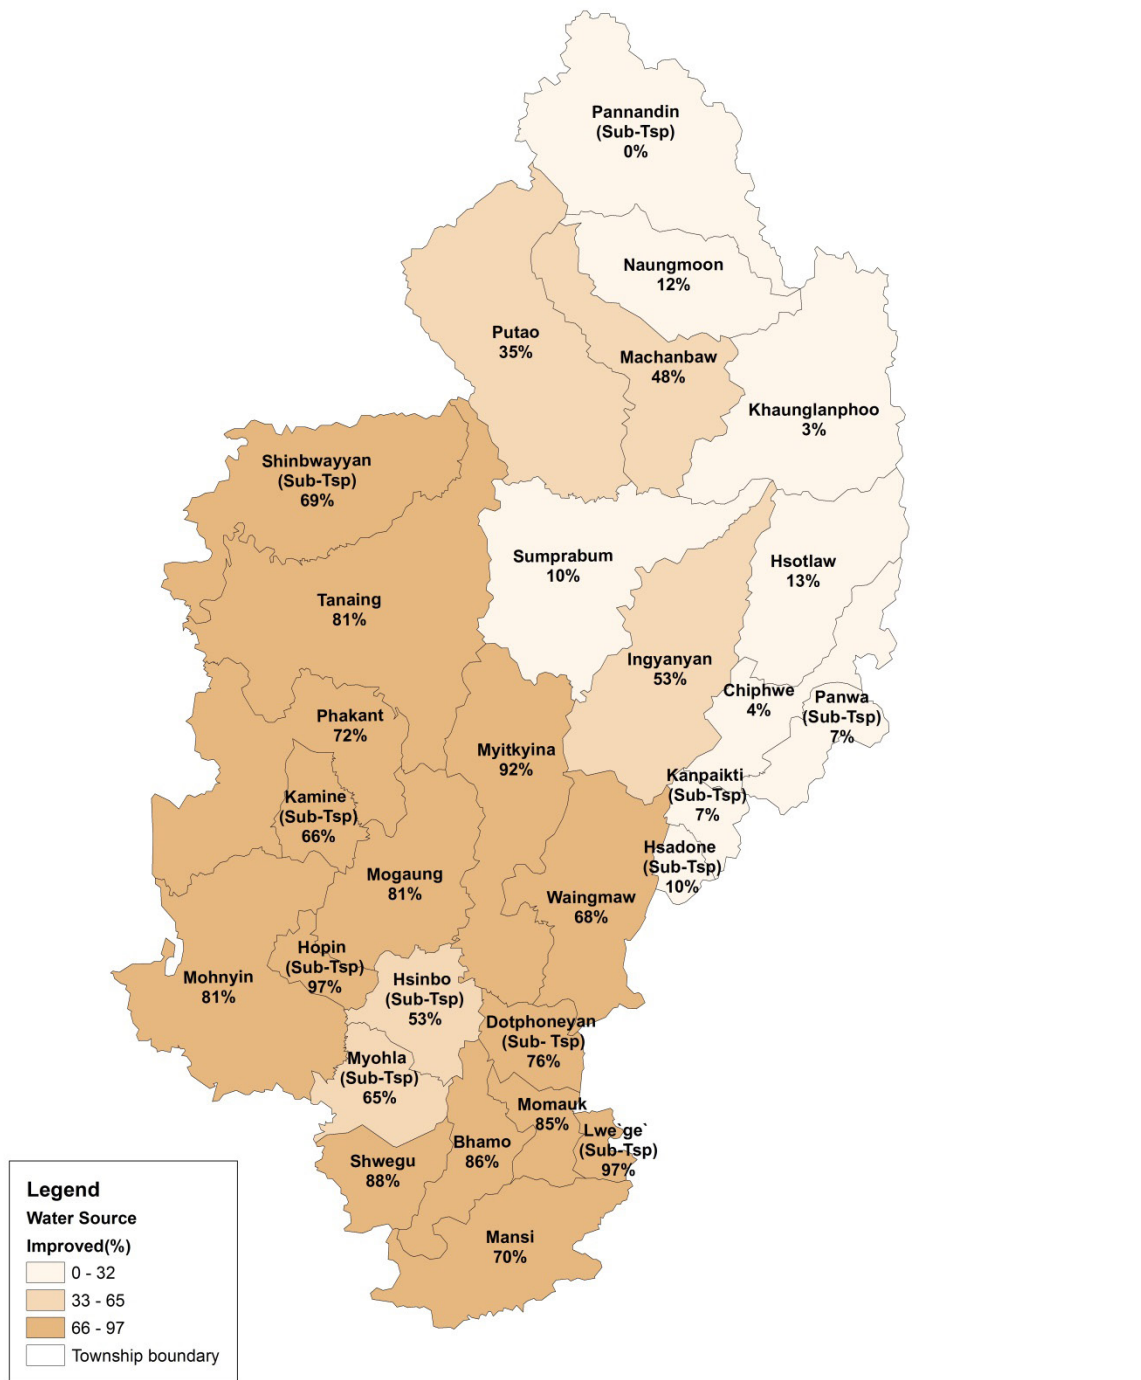 Pannandin
(Sub-Tsp)
0%
Naungmoon
12%
Putao
35%
Machanbaw
48%
Khaunglanphoo
3%
Shinbwayyan
(Sub-Tsp)
69%
Sumprabum
10%
Hsotlaw
13%
Tanaing
81%
Ingyanyan
53%
Chiphwe
4%
Panwa
(Sub-Tsp)
7%
Phakant
72%
Myitkyina
92%
Kanpaikti
(Sub-Tsp)
7%
Kamine
(Sub-Tsp)
66%
Hsadone
(Sub-Tsp)
10%
Mogaung
81%
Waingmaw
68%
Hopin
(Sub-Tsp)
97%
Mohnyin
81%
Hsinbo
(Sub-Tsp)
53%
Dotphoneyan
(Sub- Tsp)
76%
Myohla
(Sub-Tsp)
65%
Momauk
85%
Lwe`ge`
(Sub-Tsp)
97%
Bhamo
86%
Shwegu
88%
Mansi
70%
Legend
Water Source
Improved(%)
0 - 32
33 - 65
66 - 97
Township boundary